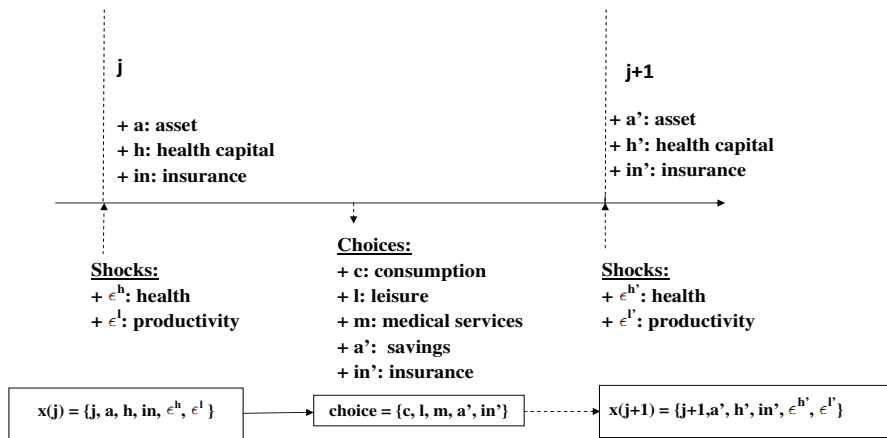 j
+ a: asset
+ h: health capital
+ in: insurance
j+1
+ a’: asset
+ h’: health capital
+ in’: insurance
Shocks:
+ ϵʰ: health
+ ϵˡ: productivity
Choices:
+ c: consumption
+ l: leisure
+ m: medical services
+ a’: savings
+ in’: insurance
Shocks:
+ ϵʰ’: health
+ ϵˡ’: productivity
x(j) = {j, a, h, in, ϵʰ, ϵˡ }
choice = {c, l, m, a’, in’}
x(j+1) = {j+1,a’, h’, in’, ϵʰ’, ϵˡ’}